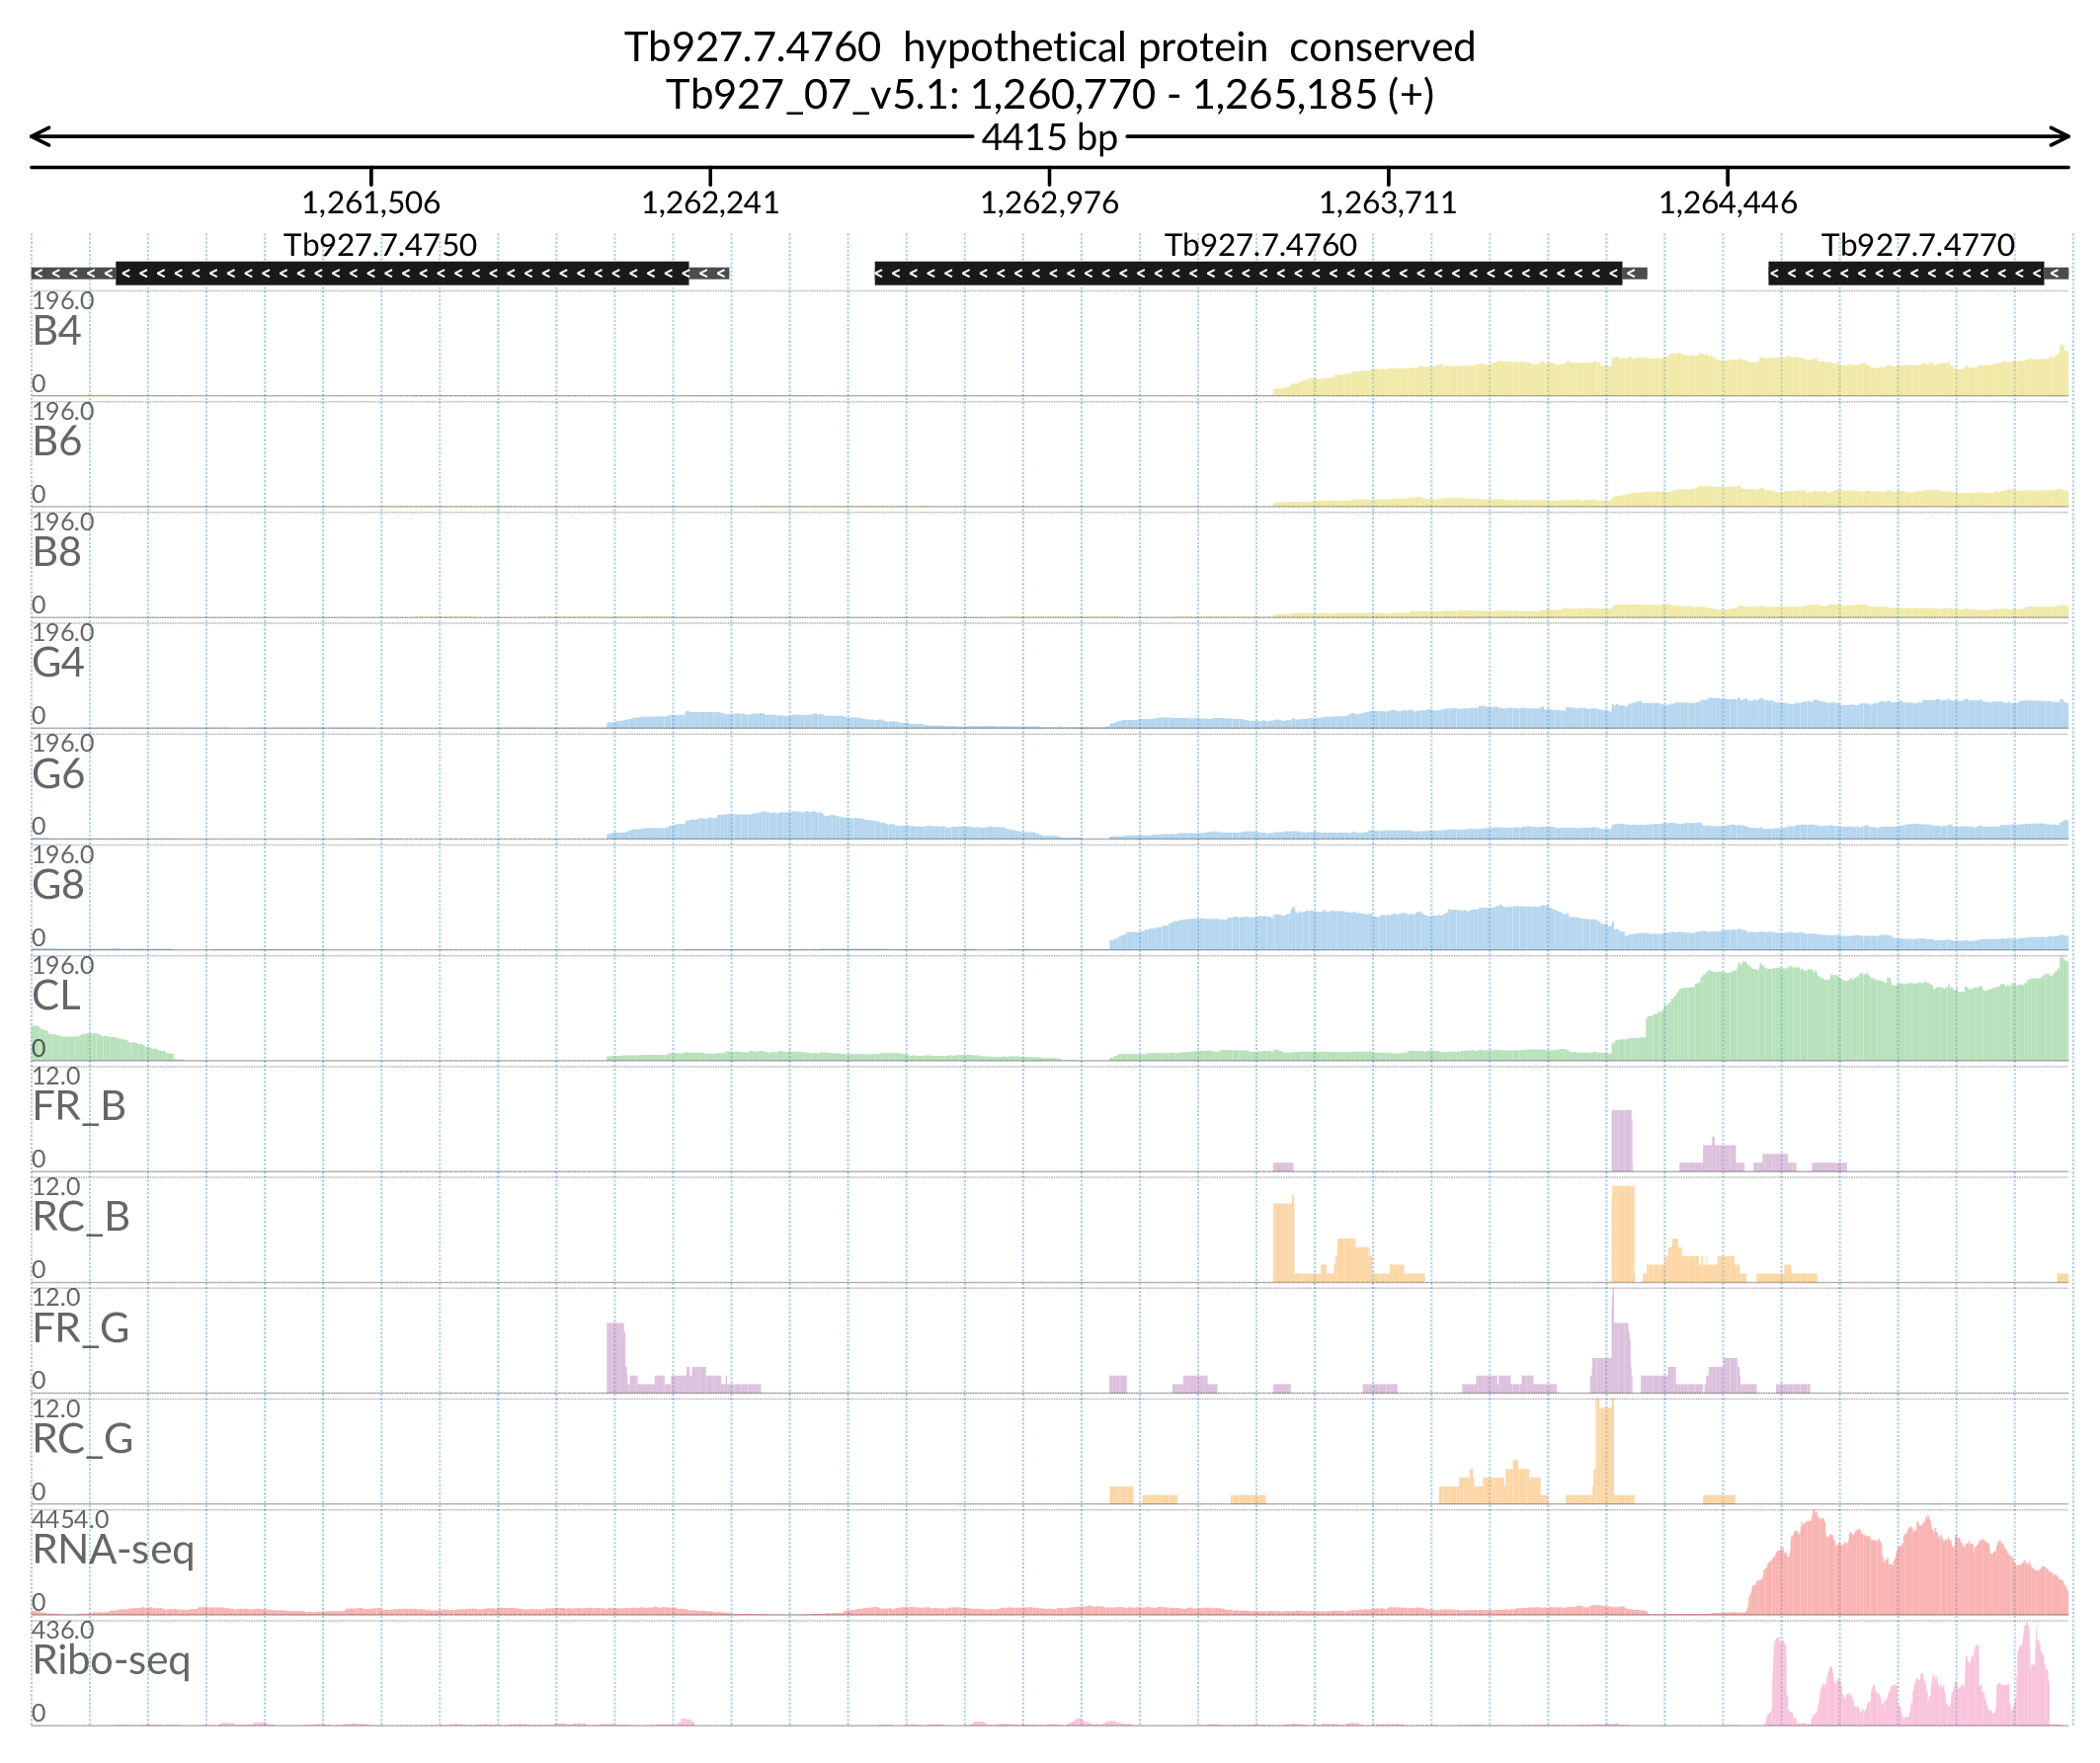 Tb927.7.4760 hypothetical protein conserved
Tb927_07_v5.1: 1,260,770 - 1,265,185 (+)
4415 bp
1,261,506 1,262,241 1,262,976 1,263,711 1,264,446
Tb927.7.4750 Tb927.7.4760 Tb927.7.4770
196.0
B4
0
196.0
B6
0
196.0
B8
0
196.0
G4
0
196.0
G6
0
196.0
G8
0
196.0
CL
0
12.0
FR_B
0
12.0
RC_B
0
12.0
FR_G
0
12.0
RC_G
0
4454.0
RNA-seq
0
436.0
Ribo-seq
0